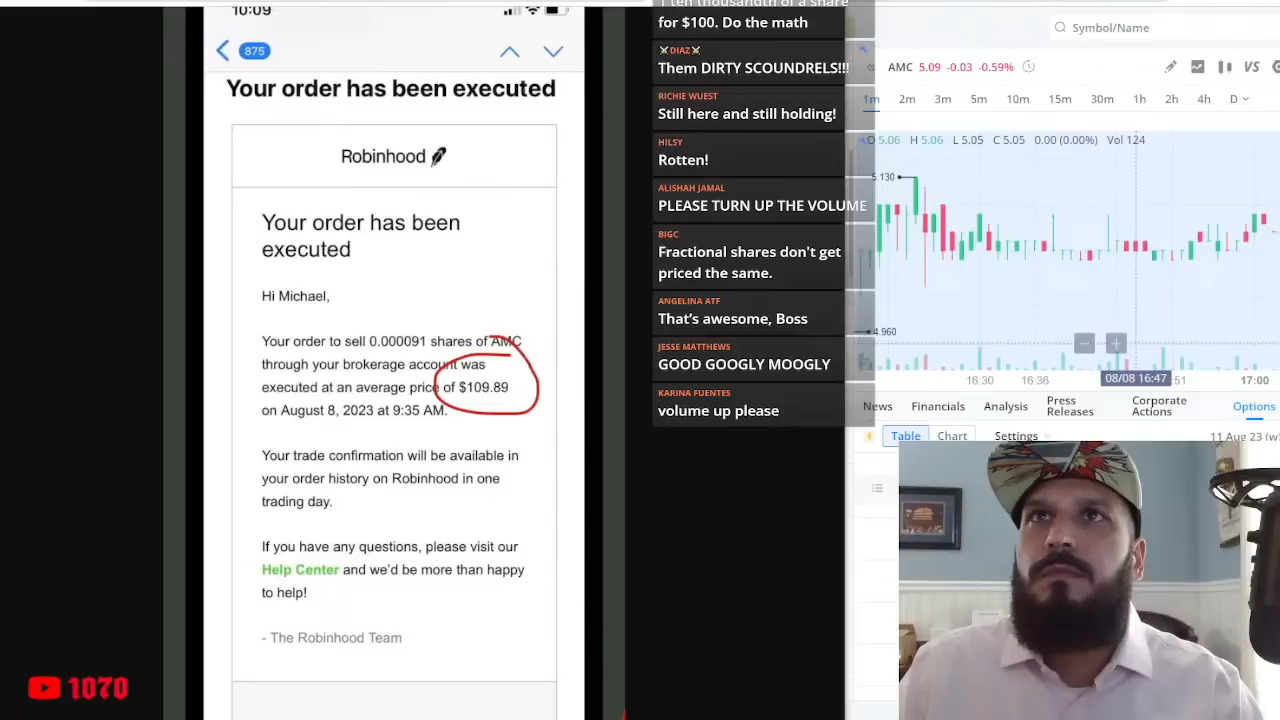 10:09
875
Your order has been executed
Robinhood
Your order has been
executed
Hi Michael,
Your order to sell 0.000091 shares of AMC
through your brokerage account was
executed at an average price of $109.89
on August 8, 2023 at 9:35 AM.
Your trade confirmation will be available in
your order history on Robinhood in one
trading day.
If you have any questions, please visit our
Help Center and we'd be more than happy
to help!
- The Robinhood Team
1070
ten thousandth of a share
for $100. Do the math
DIAZ
Them DIRTY SCOUNDRELS!!!
RICHIE WUEST
Still here and still holding!
HILSY
Rotten!
ALISHAH JAMAL
PLEASE TURN UP THE VOLUME
BIGC
Fractional shares don't get
priced the same.
ANGELINA ATF
That's awesome, Boss
JESSE MATTHEWS
GOOD GOOGLY MOOGLY
KARINA FUENTES
volume up please
Symbol/Name
AMC 5.09 -0.03 -0.59%
VS
1m 2m 3m 5m 10m 15m 30m 1h 2h 4h D
O 5.06 H 5.06 L 5.05 C 5.05 0.00 (0.00%) Vol 124
5.130
4.960
16:30 16:36 08/08 16:47 :51 17:00
News Financials Analysis Press Releases Corporate Actions Options
Table Chart Settings 11 Aug 23 (w